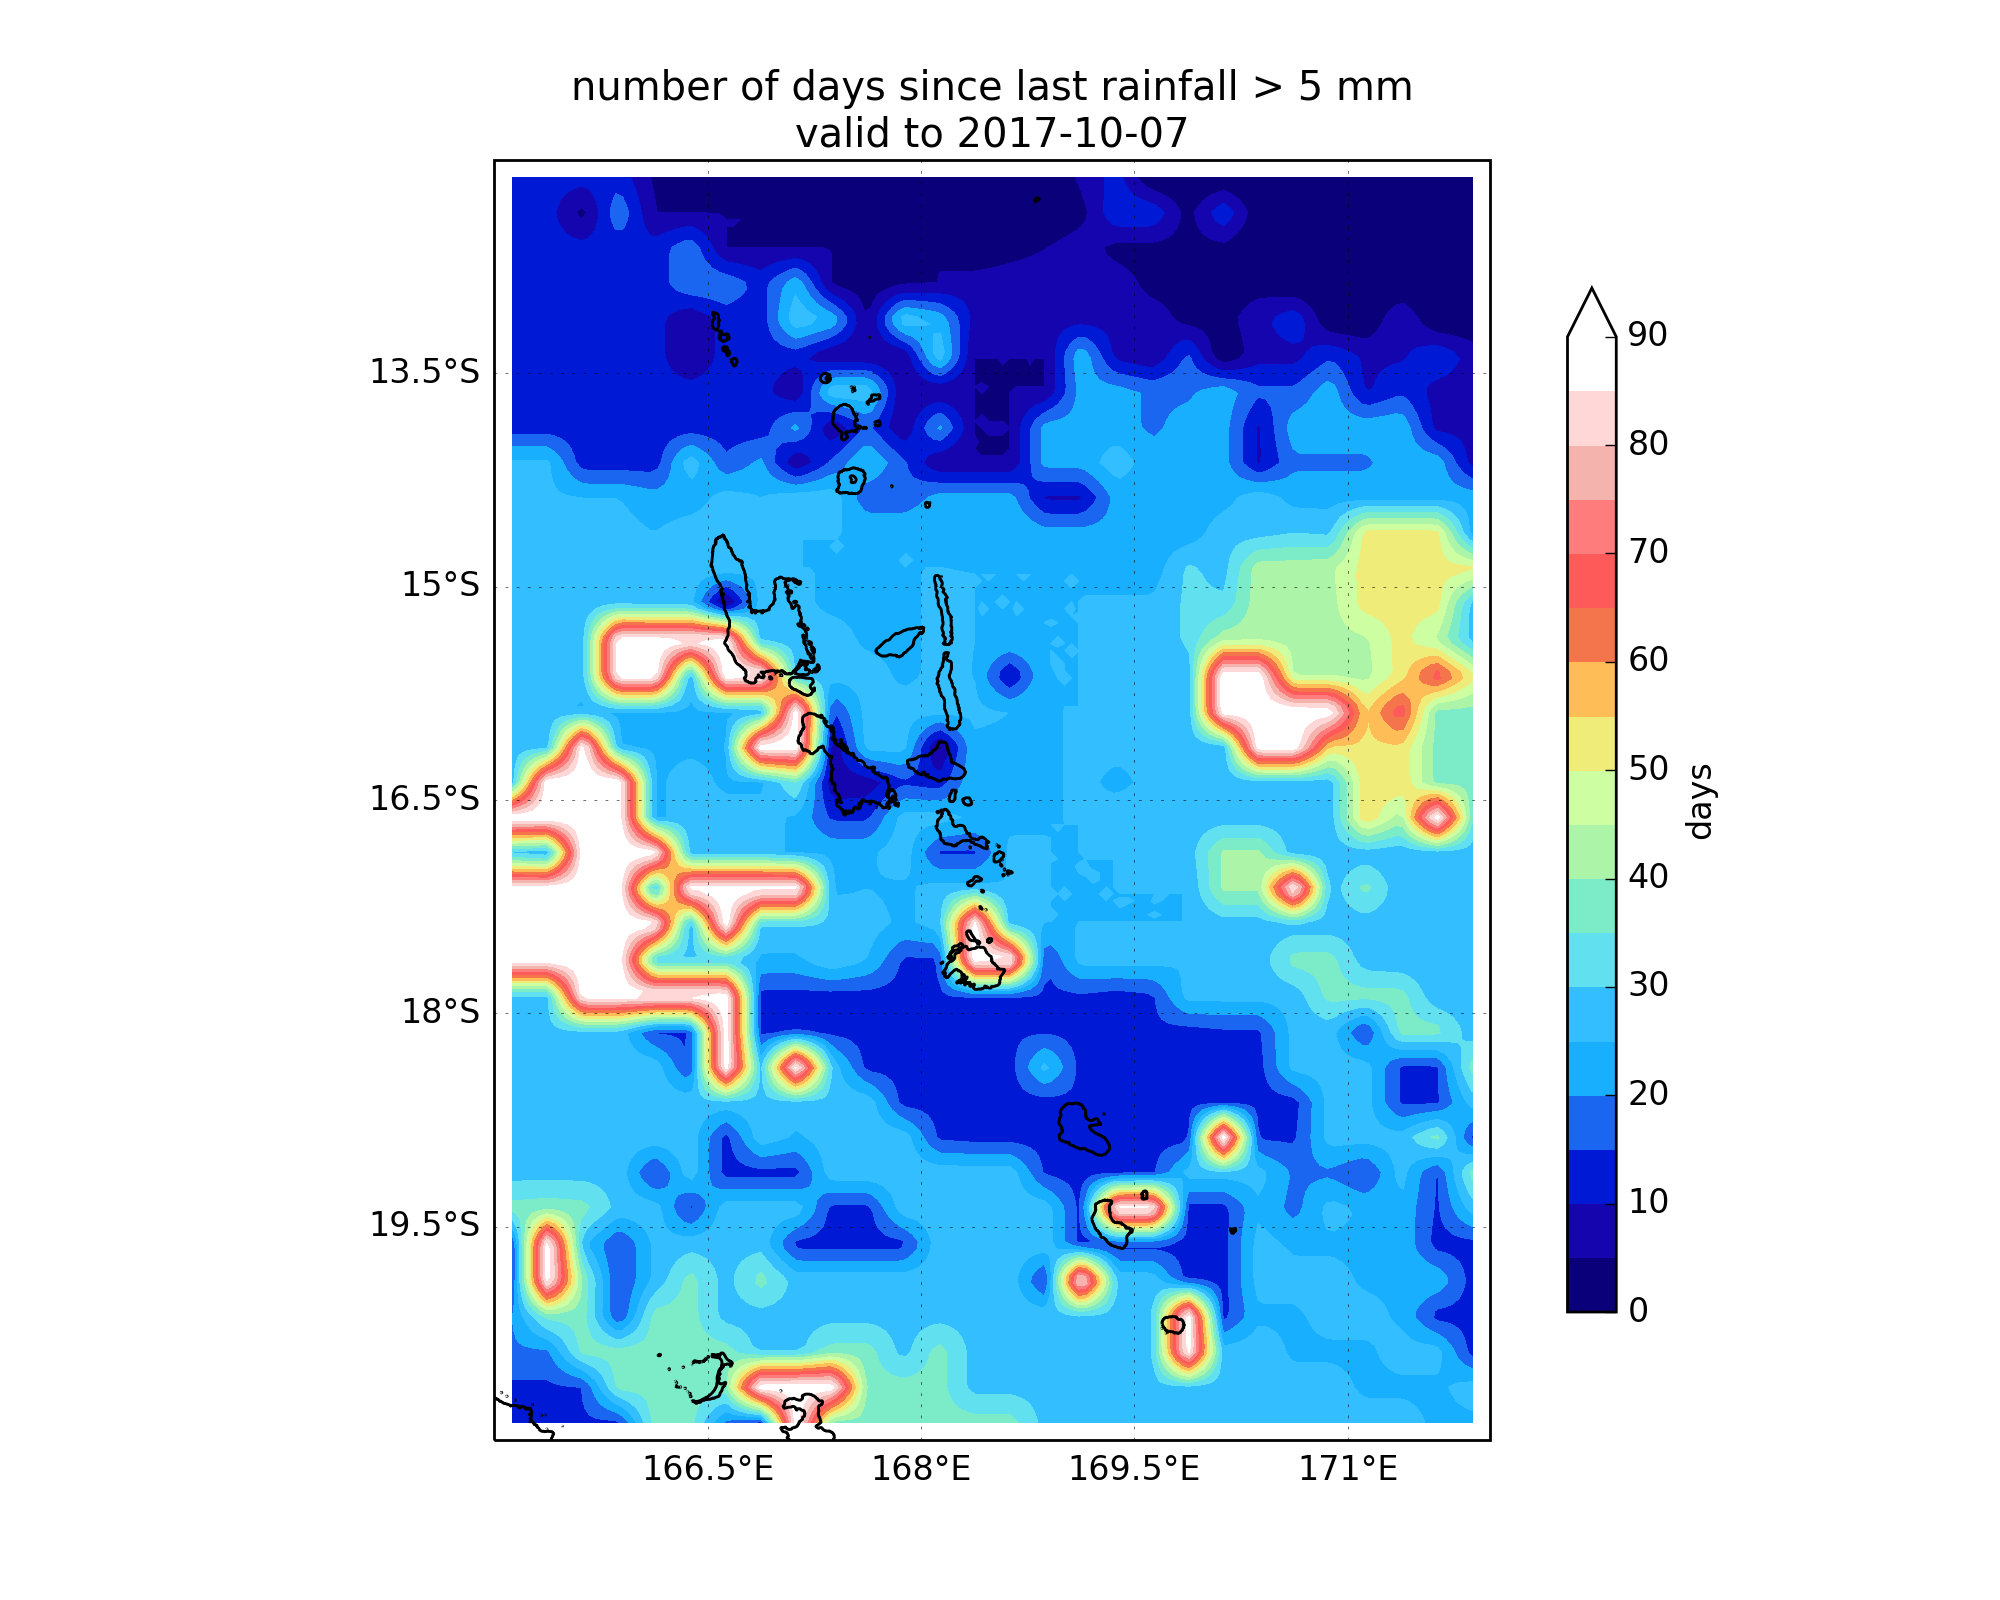 number of days since last rainfall > 5 mm
valid to 2017-10-07
13.5°S
15°S
16.5°S
18°S
19.5°S
166.5°E
168°E
169.5°E
171°E
90
80
70
60
50
40
30
20
10
0
days